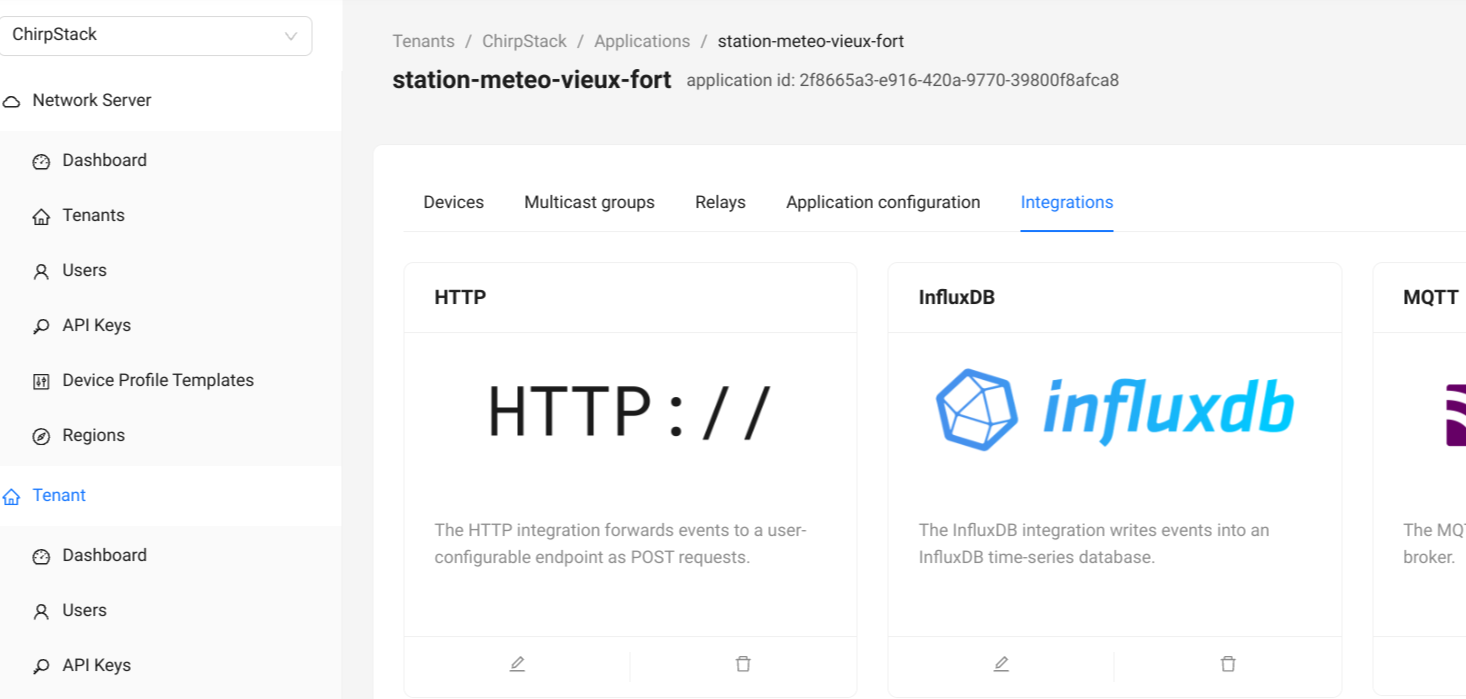 ChirpStack
Network Server
Dashboard
Tenants
Users
API Keys
Device Profile Templates
Regions
Tenant
Dashboard
Users
API Keys
Tenants / ChirpStack / Applications / station-meteo-vieux-fort
station-meteo-vieux-fort application id: 2f8665a3-e916-420a-9770-39800f8afca8
Devices Multicast groups Relays Application configuration Integrations
HTTP
HTTP://
The HTTP integration forwards events to a user-
configurable endpoint as POST requests.
InfluxDB
influxdb
The InfluxDB integration writes events into an
InfluxDB time-series database.
MQTT
The
broker.